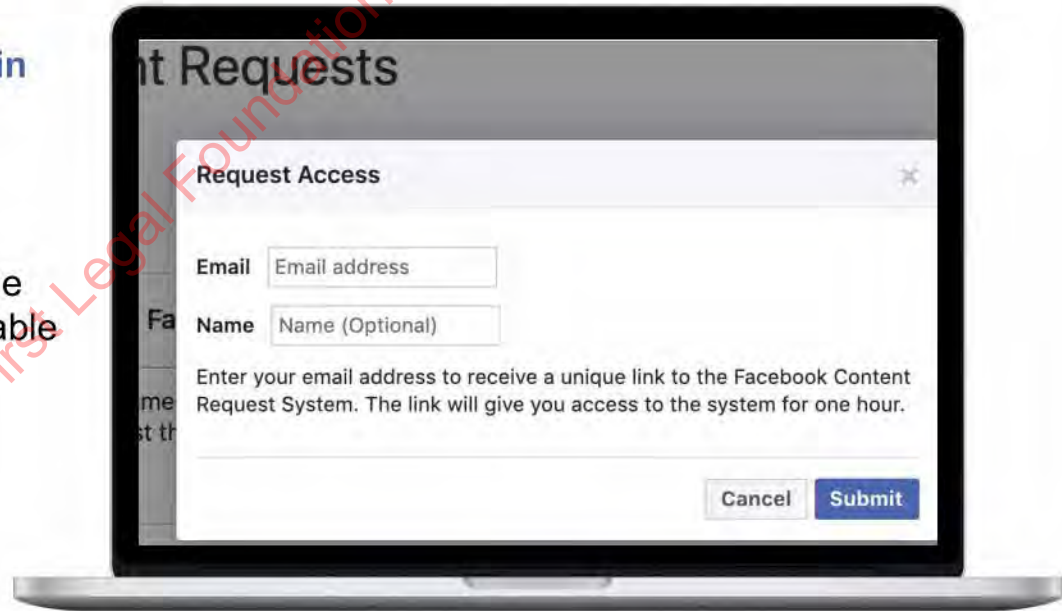 in
nt Requests
Request Access
×
Email Email address
e
able
Fa
Name Name (Optional)
Enter your email address to receive a unique link to the Facebook Content
me
Request System. The link will give you access to the system for one hour.
st th
Cancel Submit
First Legal Foundation